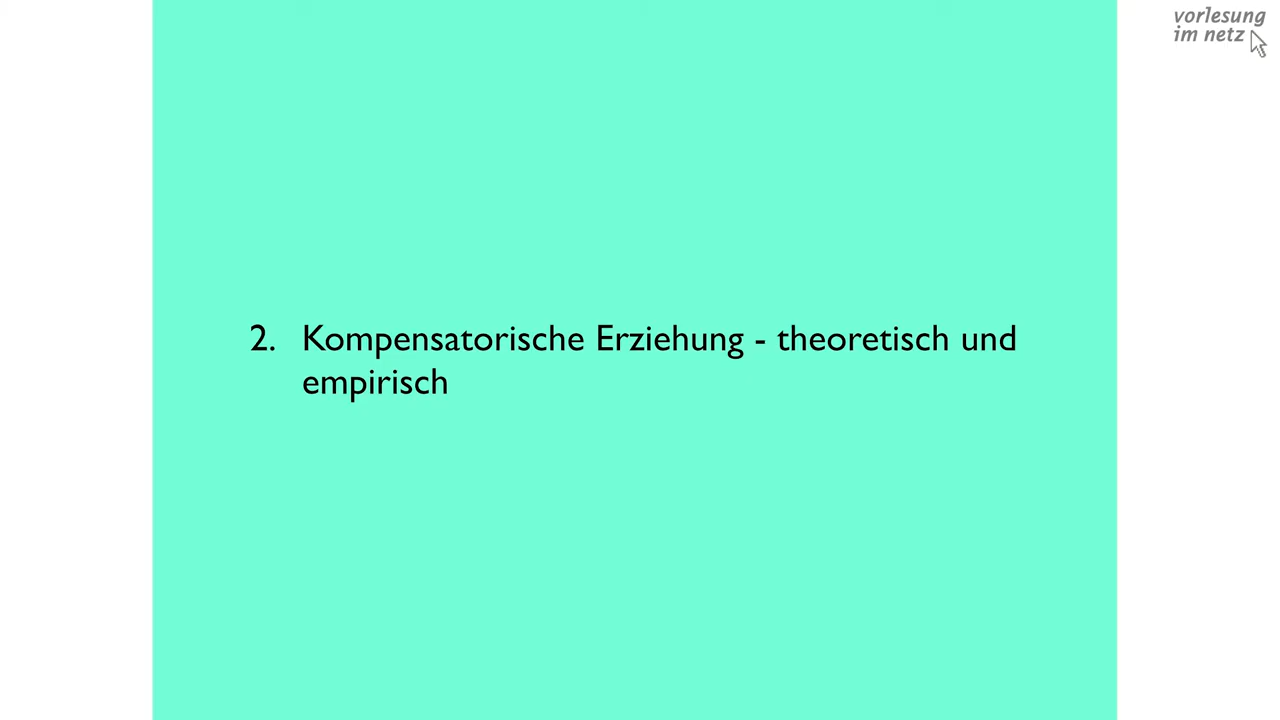 vorlesung
im netz
2. Kompensatorische Erziehung - theoretisch und
empirisch